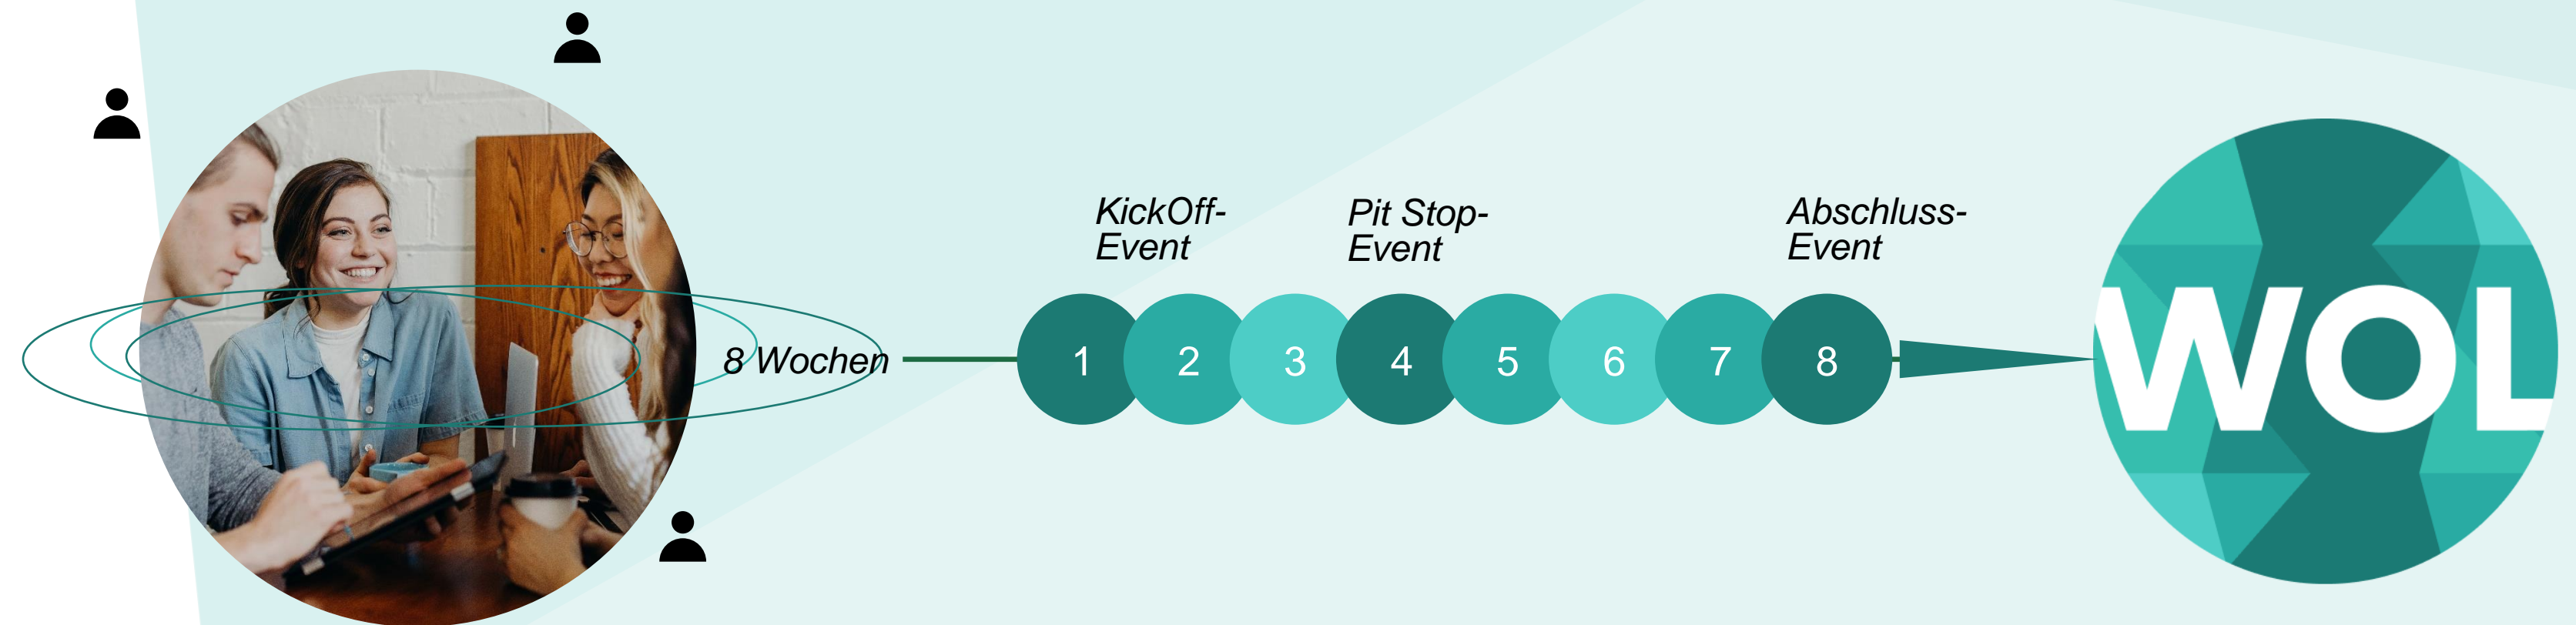 KickOff-
Event
Pit Stop-
Event
Abschluss-
Event
8 Wochen
1 2 3 4 5 6 7 8
WOL